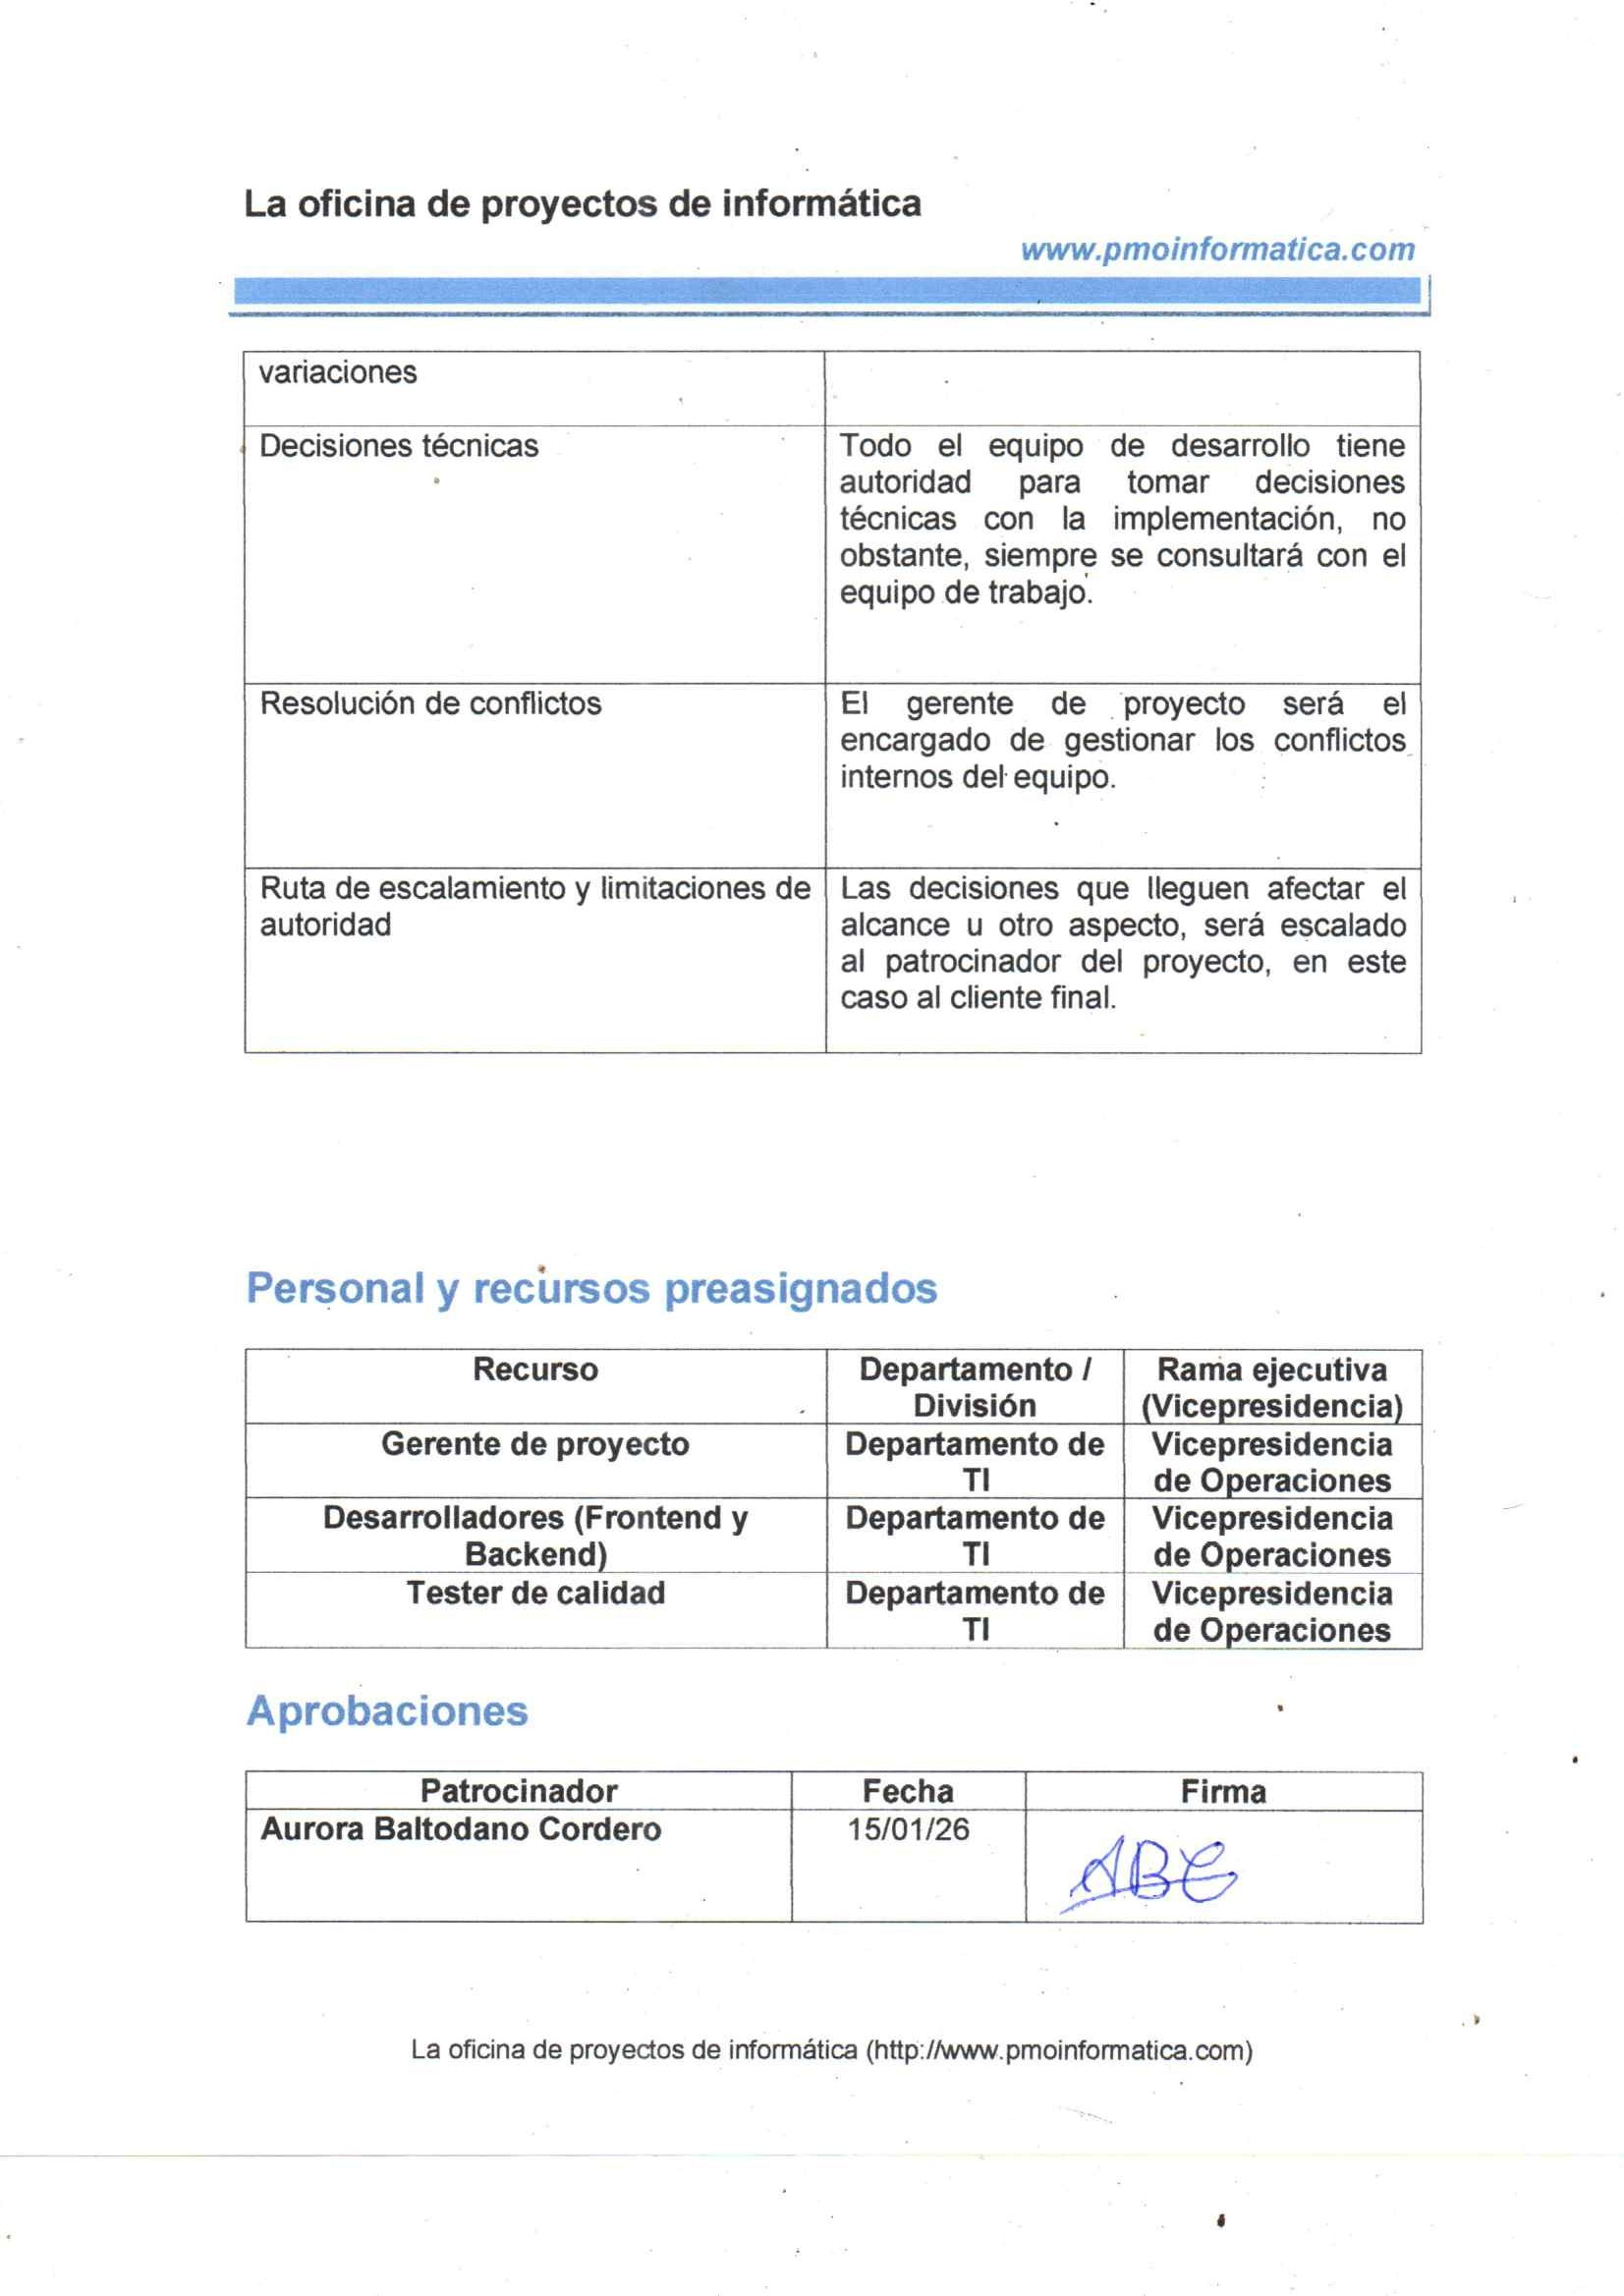 La oficina de proyectos de informática
www.pmoinformatica.com
variaciones
Decisiones técnicas
Todo el equipo de desarrollo tiene
autoridad para tomar decisiones
técnicas con la implementación, no
obstante, siempre se consultará con el
equipo de trabajo.
Resolución de conflictos
El gerente de proyecto será el
encargado de gestionar los conflictos
internos del equipo.
Ruta de escalamiento y limitaciones de
autoridad
Las decisiones que lleguen afectar el
alcance u otro aspecto, será escalado
al patrocinador del proyecto, en este
caso al cliente final.
Personal y recursos preasignados
Recurso
Departamento /
División
Rama ejecutiva
(Vicepresidencia)
Gerente de proyecto
Departamento de
TI
Vicepresidencia
de Operaciones
Desarrolladores (Frontend y
Backend)
Departamento de
TI
Vicepresidencia
de Operaciones
Tester de calidad
Departamento de
TI
Vicepresidencia
de Operaciones
Aprobaciones
Patrocinador
Fecha
Firma
Aurora Baltodano Cordero
15/01/26
ABC
La oficina de proyectos de informática (http://www.pmoinformatica.com)